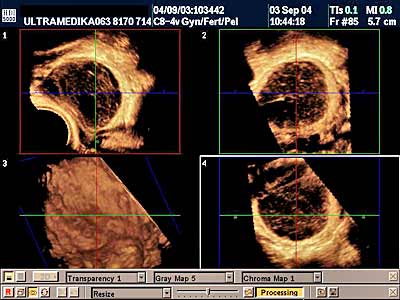 ULTRAMEDIKA063 8170 714
04/09/03:103442
C8-4v Gyn/Fert/Pel
03 Sep 04
10:44:18
TIs 0.1 MI 0.8
Fr #85 5.7 cm
1
2
3
4
Transparency 1
Gray Map 5
Chroma Map 1
R
Resize
Processing